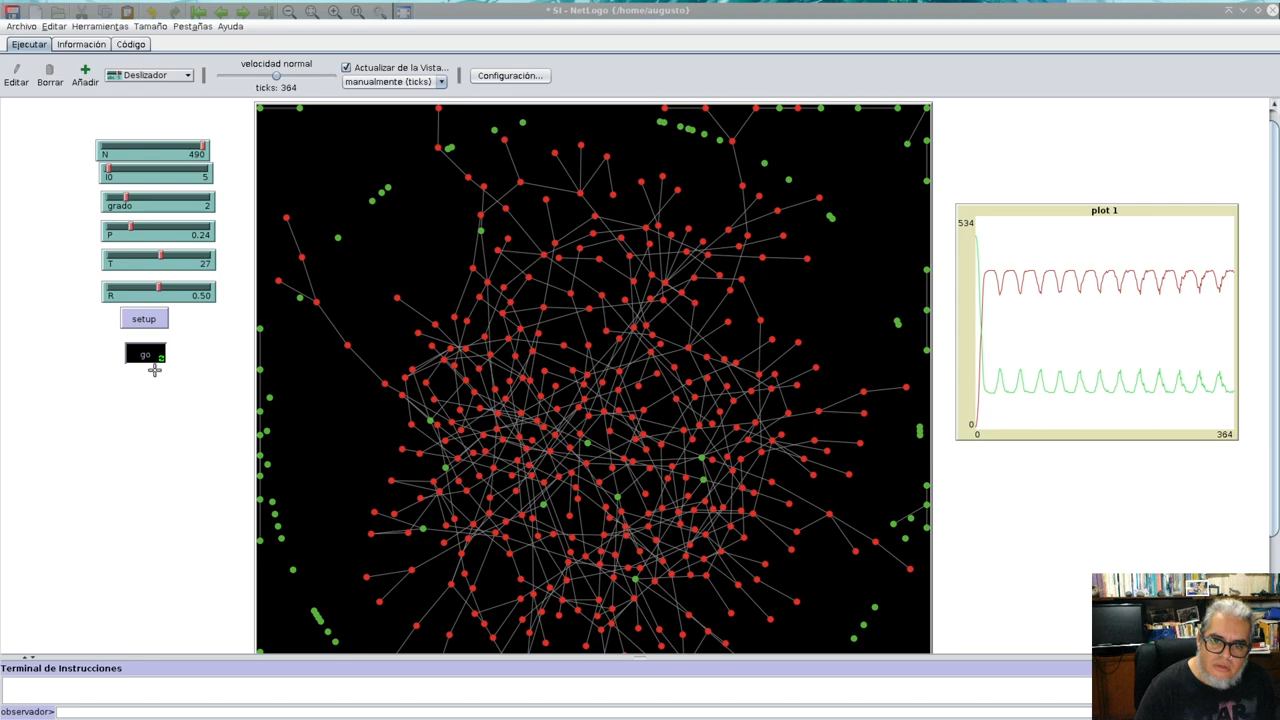 * SI - NetLogo {/home/augusto}
Archivo Editar Herramientas Tamaño Pestañas Ayuda
Ejecutar Información Código
velocidad normal
ticks: 364
Editar Borrar Añadir
Deslizador
Actualizar de la Vista...
manualmente (ticks)
Configuración...
N 490
I0 5
grado 2
P 0.24
T 27
R 0.50
setup
go
plot 1
534
0
0 364
Terminal de Instrucciones
observador>